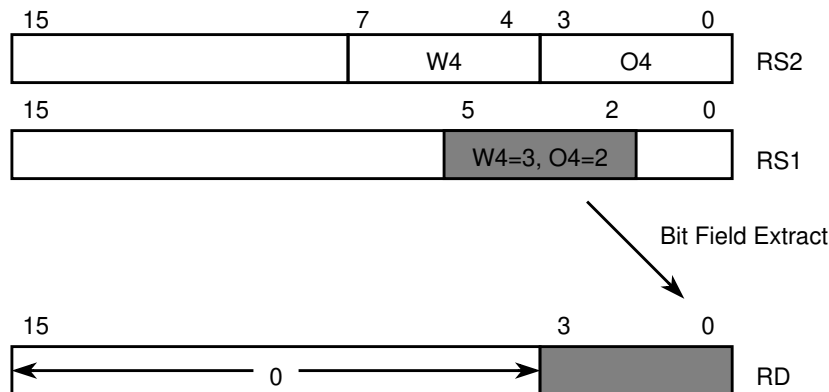 15 7 4 3 0
W4 O4 RS2
15 5 2 0
W4=3, O4=2 RS1
Bit Field Extract
15 3 0
0 RD